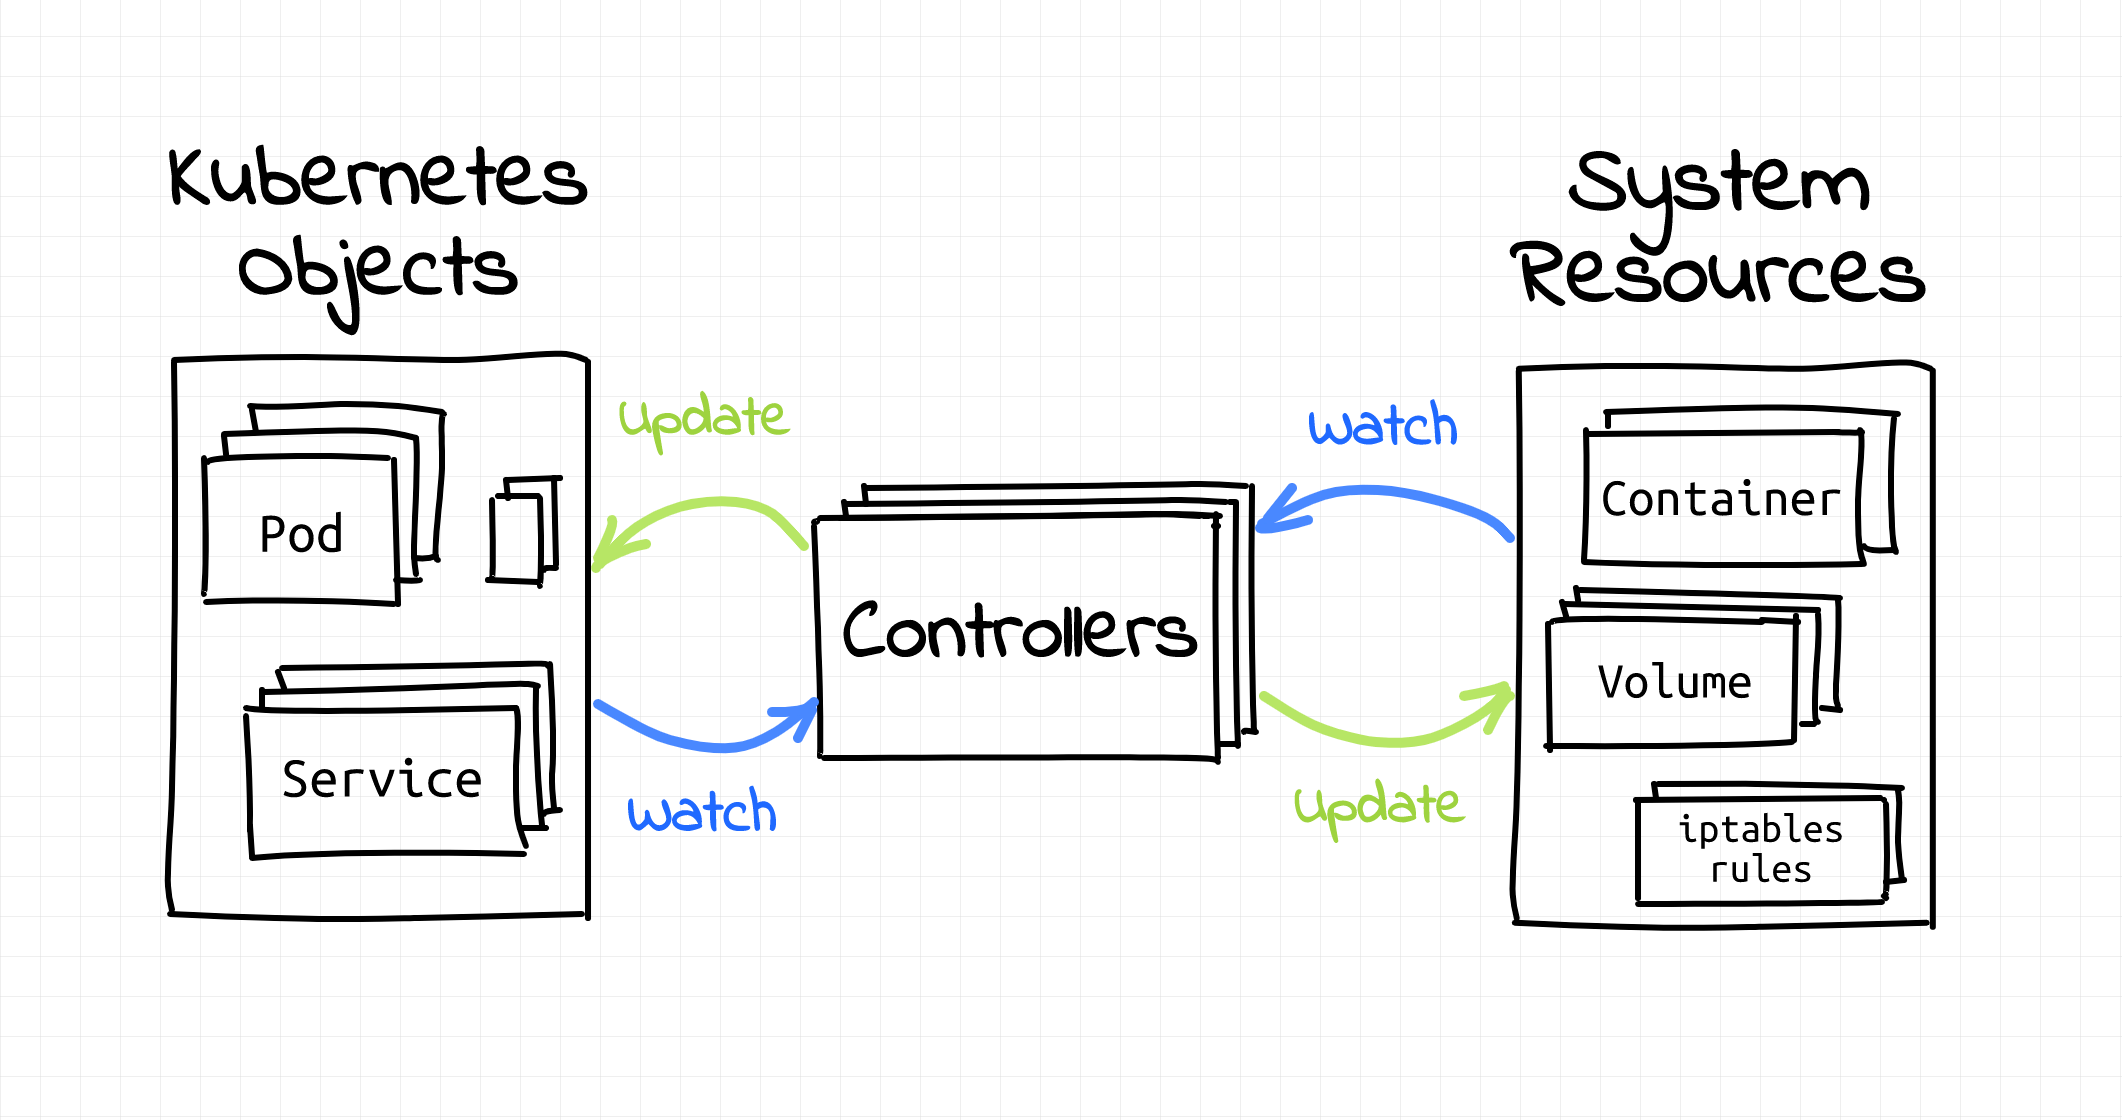 Kubernetes
Objects
System
Resources
update
watch
Pod
Container
Controllers
Volume
Service
watch
update
iptables
rules